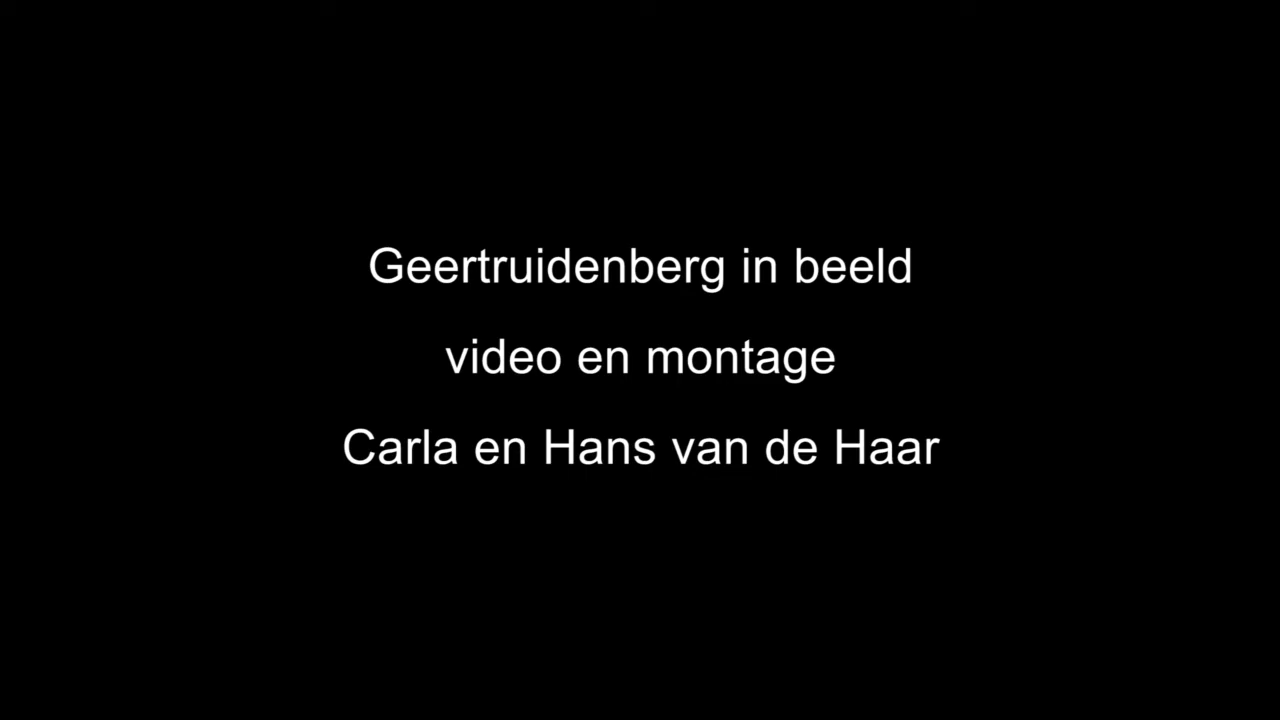 Geertruidenberg in beeld
video en montage
Carla en Hans van de Haar